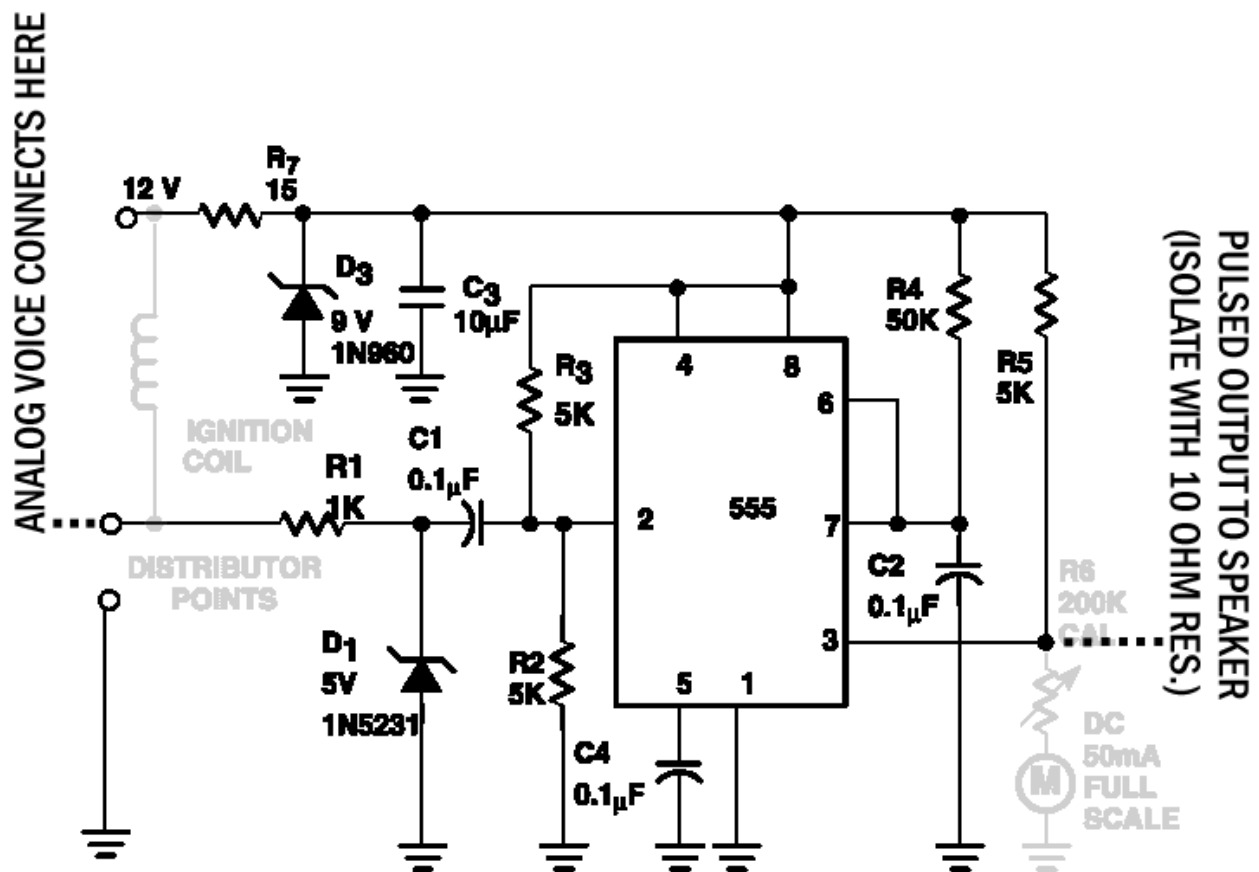 ANALOG VOICE CONNECTS HERE
12 V
R7
15
D3
9 V
1N960
C3
10µF
R3
5K
4
8
6
R4
50K
R5
5K
PULSED OUTPUT TO SPEAKER
(ISOLATE WITH 10 OHM RES.)
IGNITION
COIL
R1
1K
C1
0.1µF
2
555
7
C2
0.1µF
DISTRIBUTOR
POINTS
R6
200K
CAL
3
D1
5V
1N5231
R2
5K
5
1
C4
0.1µF
DC
50mA
FULL
SCALE
M